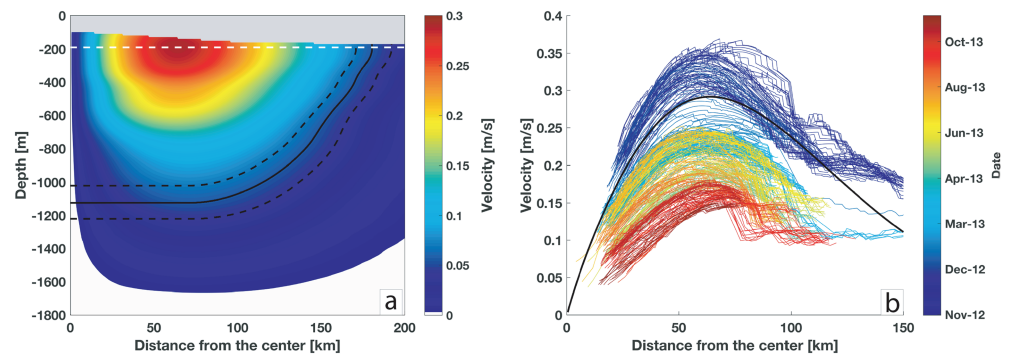 0
-200
-400
-600
-800
-1000
-1200
-1400
-1600
-1800
Depth [m]
0 50 100 150 200
Distance from the center [km]
a
0.3
0.25
0.2
0.15
0.1
0.05
0
Velocity [m/s]
0.4
0.35
0.3
0.25
0.2
0.15
0.1
0.05
0
Velocity [m/s]
0 50 100 150
Distance from the center [km]
b
Oct-13
Aug-13
Jun-13
Apr-13
Mar-13
Dec-12
Nov-12
Date